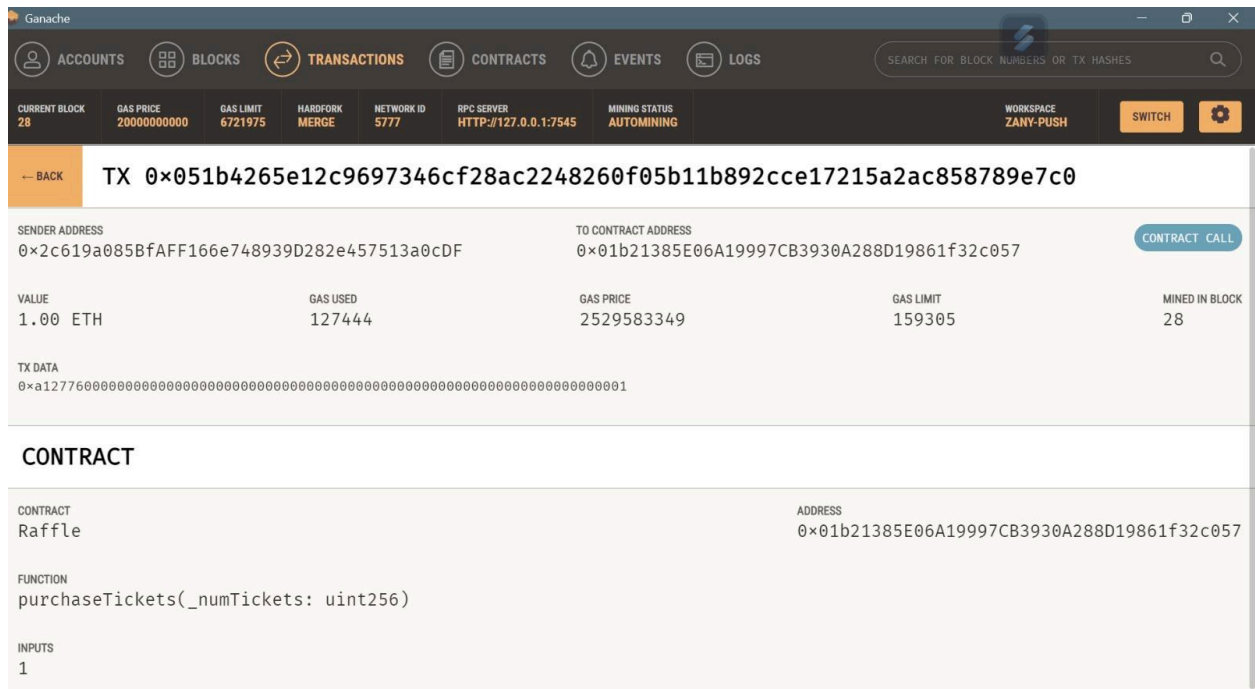 Ganache
ACCOUNTS BLOCKS TRANSACTIONS CONTRACTS EVENTS LOGS SEARCH FOR BLOCK NUMBERS OR TX HASHES
CURRENT BLOCK GAS PRICE GAS LIMIT HARDFORK NETWORK ID RPC SERVER MINING STATUS WORKSPACE
28 20000000000 6721975 MERGE 5777 HTTP://127.0.0.1:7545 AUTOMINING ZANY-PUSH SWITCH
← BACK TX 0×051b4265e12c9697346cf28ac2248260f05b11b892cce17215a2ac858789e7c0
SENDER ADDRESS TO CONTRACT ADDRESS
0×2c619a085BfAFF166e748939D282e457513a0cDF 0×01b21385E06A19997CB3930A288D19861f32c057 CONTRACT CALL
VALUE GAS USED GAS PRICE GAS LIMIT MINED IN BLOCK
1.00 ETH 127444 2529583349 159305 28
TX DATA
0×a12776000000000000000000000000000000000000000000000000000000000000000001
CONTRACT
CONTRACT ADDRESS
Raffle 0×01b21385E06A19997CB3930A288D19861f32c057
FUNCTION
purchaseTickets(_numTickets: uint256)
INPUTS
1